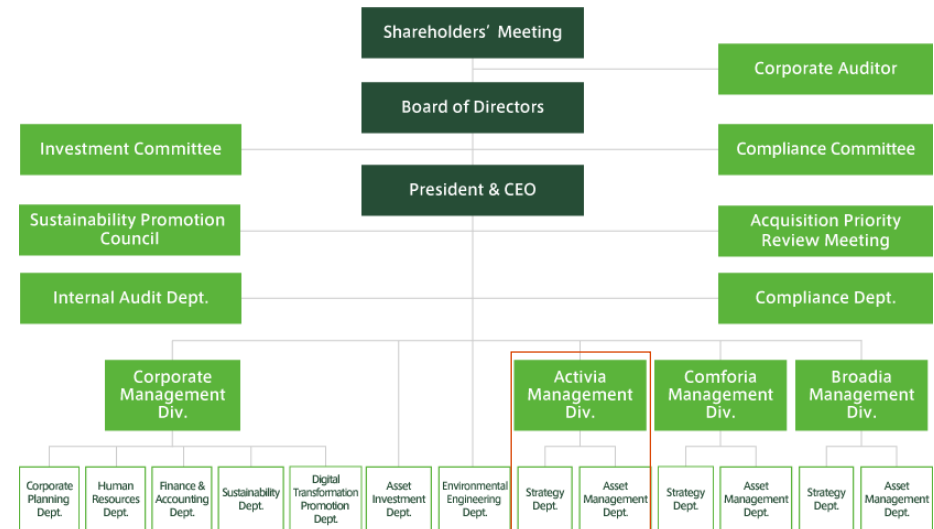 Shareholders' Meeting
Corporate Auditor
Board of Directors
Investment Committee
Compliance Committee
President & CEO
Sustainability Promotion
Council
Acquisition Priority
Review Meeting
Internal Audit Dept.
Compliance Dept.
Corporate
Management
Div.
Activia
Management
Div.
Comforia
Management
Div.
Broadia
Management
Div.
Corporate
Planning
Dept.
Human
Resources
Dept.
Finance &
Accounting
Dept.
Sustainability
Dept.
Digital
Transformation
Promotion
Dept.
Asset
Investment
Dept.
Environmental
Engineering
Dept.
Strategy
Dept.
Asset
Management
Dept.
Strategy
Dept.
Asset
Management
Dept.
Strategy
Dept.
Asset
Management
Dept.